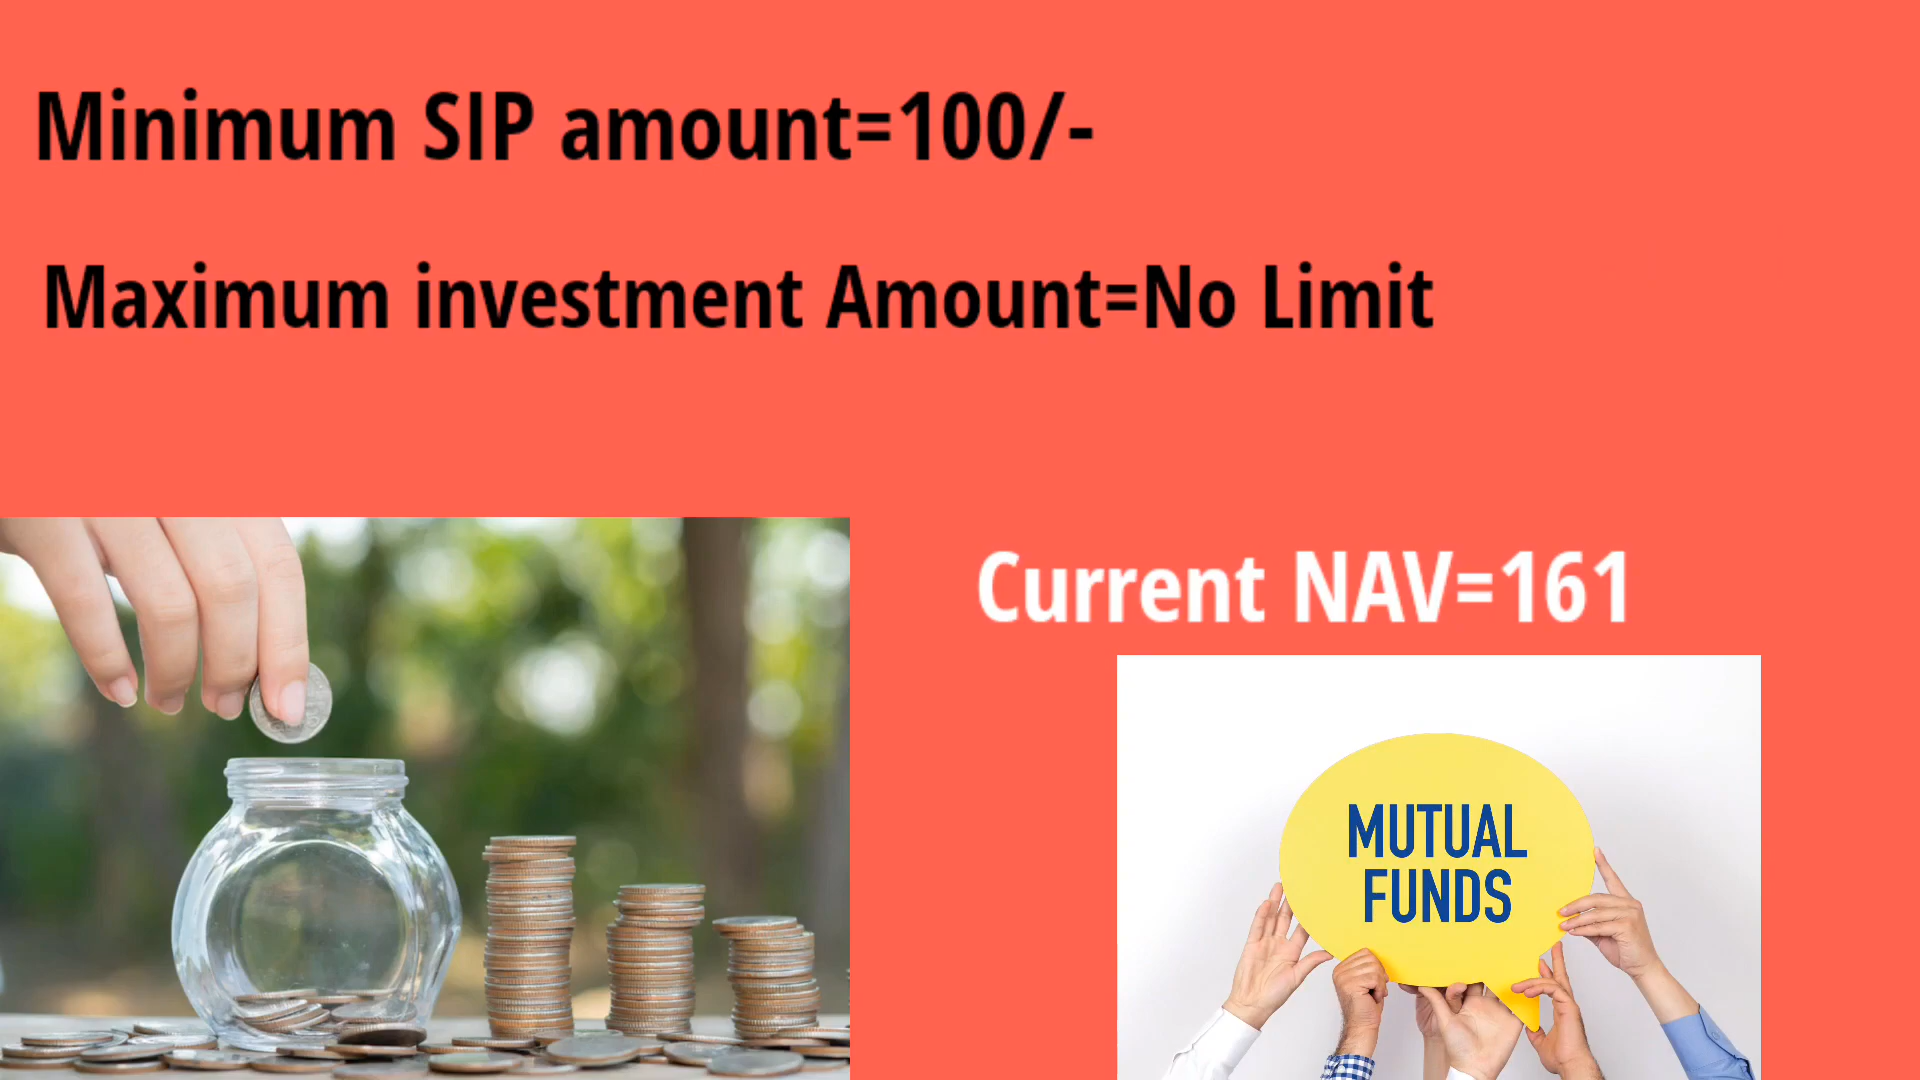 Minimum SIP amount=100/-
Maximum investment Amount=No Limit
Current NAV=161
MUTUAL
FUNDS